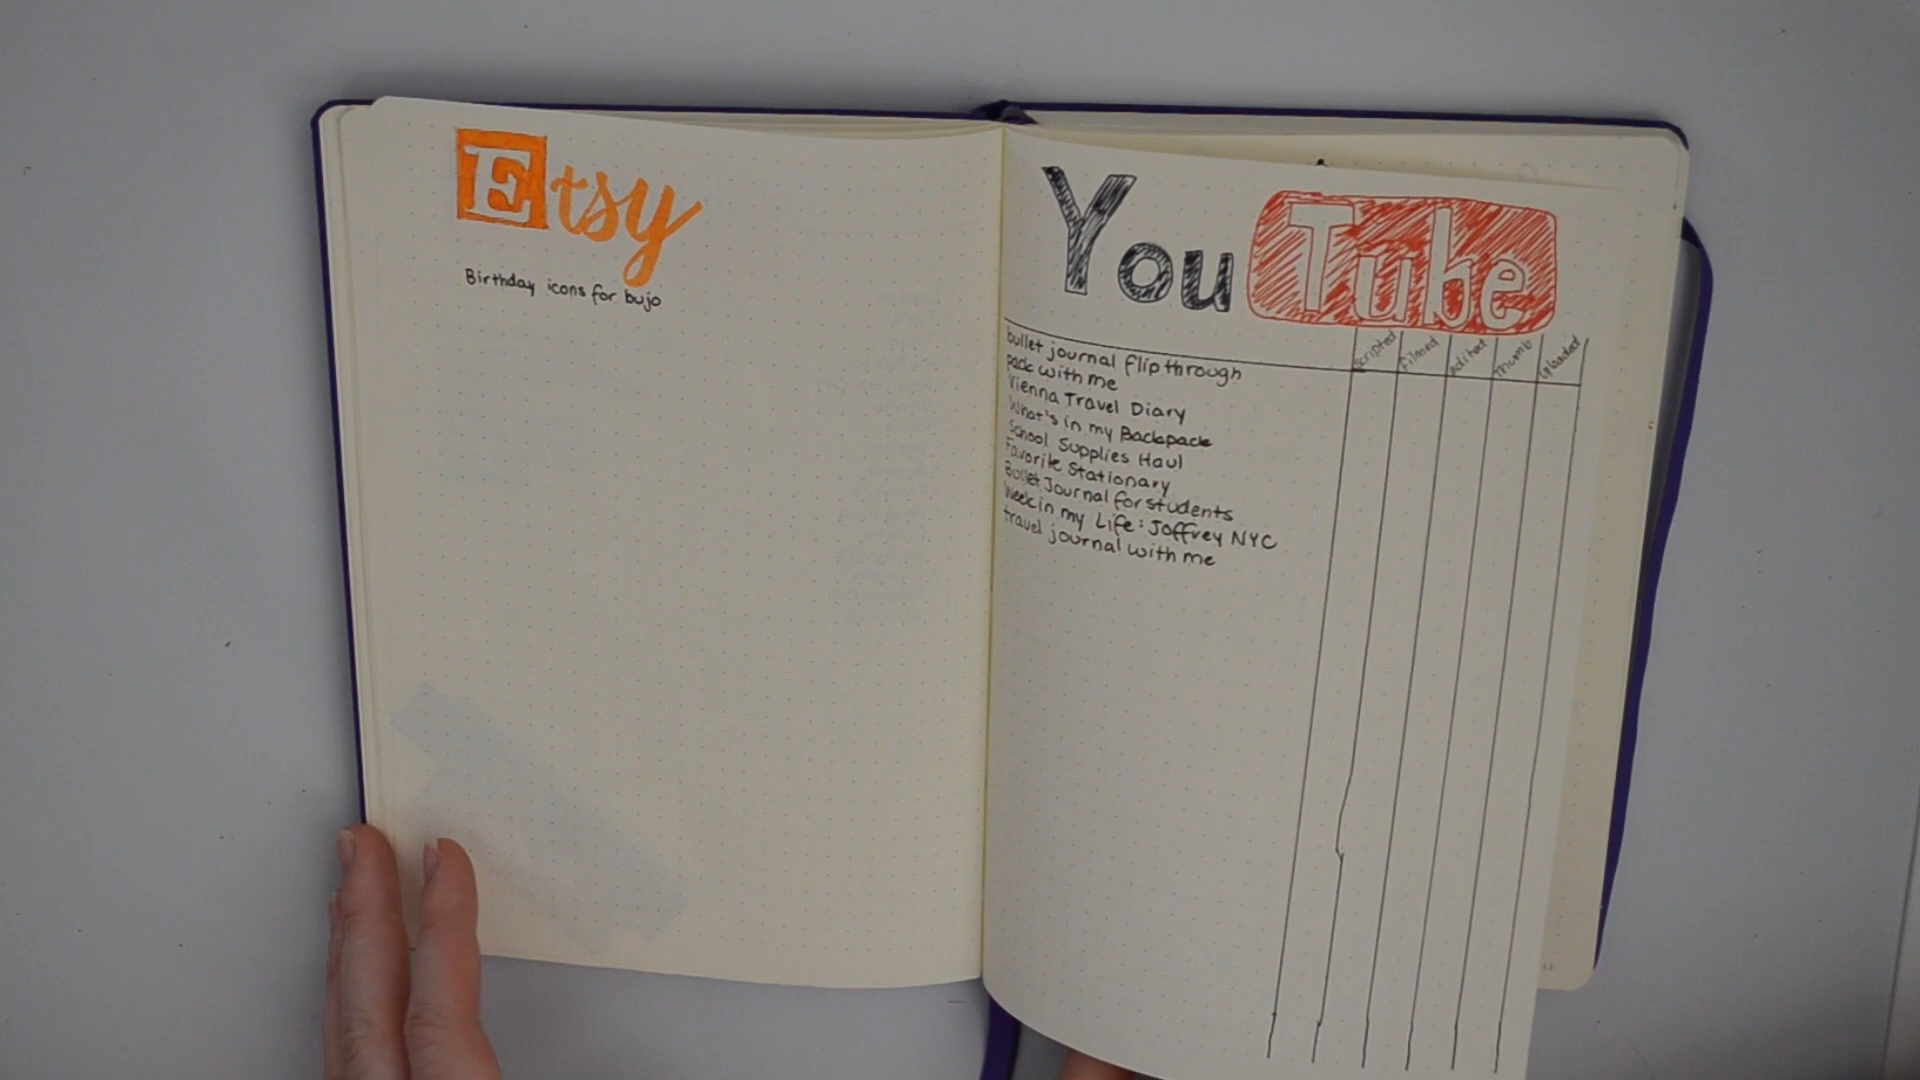 Etsy
Birthday icons for bujo
YouTube
scripted filmed edited thumb uploaded
bullet journal flip through
pack with me
Vienna Travel Diary
What's in my Backpack
School Supplies Haul
Favorite Stationary
Bullet Journal for students
Week in my Life: Joffrey NYC
travel journal with me